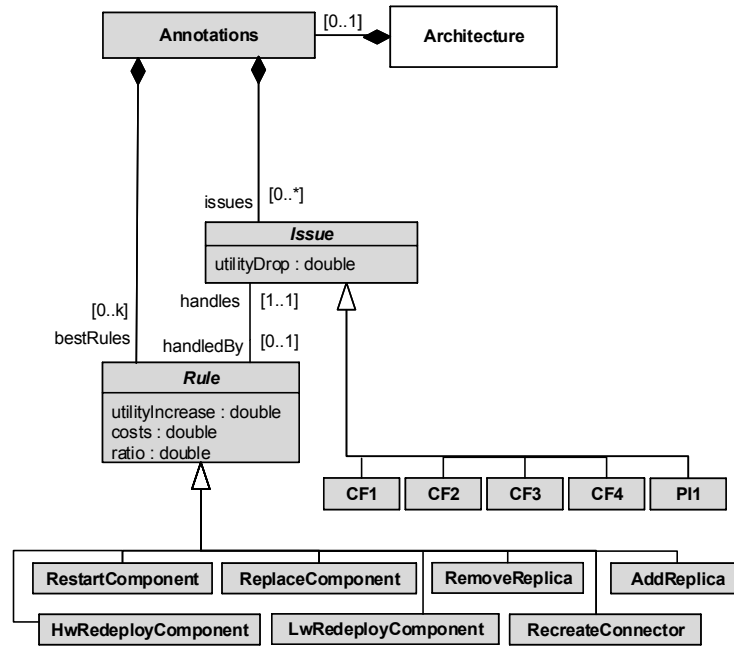 [0..1]
Annotations
Architecture
issues
[0..*]
Issue
utilityDrop : double
handles
[1..1]
[0..k]
bestRules
handledBy
[0..1]
Rule
utilityIncrease : double
costs : double
ratio : double
CF1
CF2
CF3
CF4
PI1
RestartComponent
ReplaceComponent
RemoveReplica
AddReplica
HwRedeployComponent
LwRedeployComponent
RecreateConnector